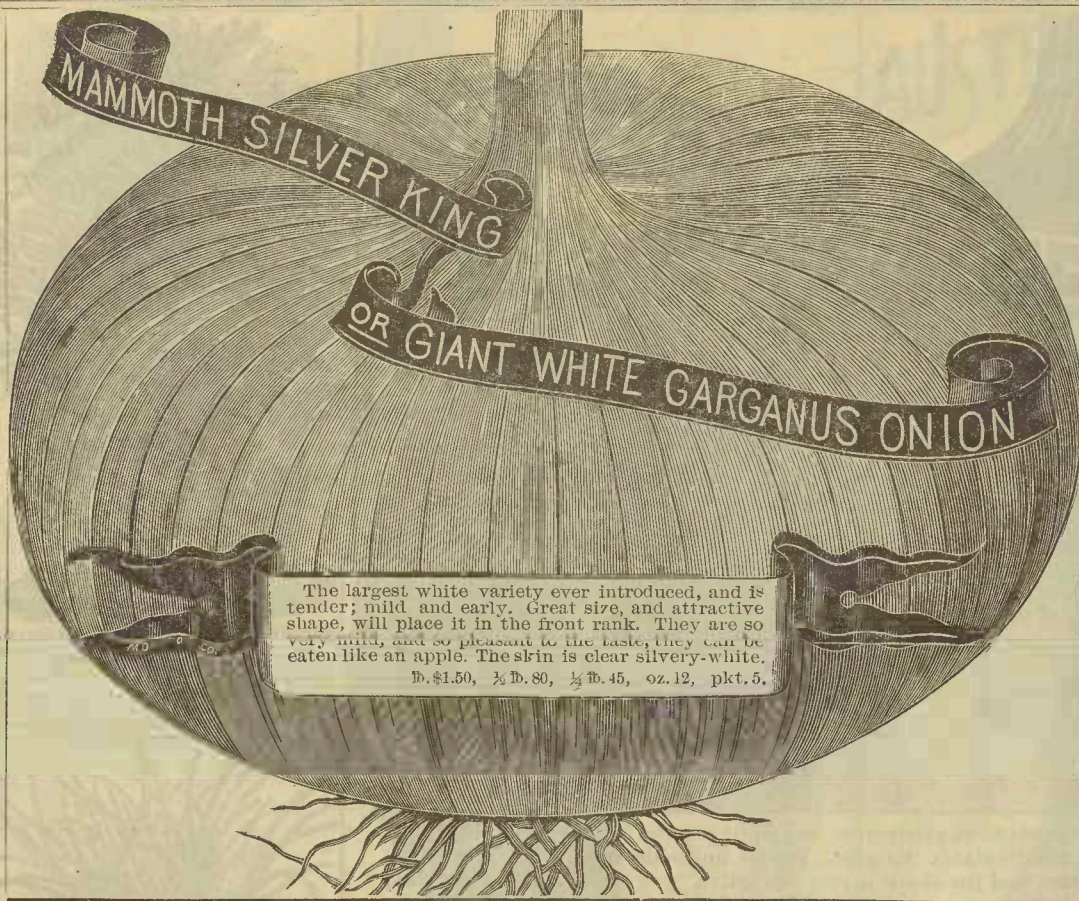 MAMMOTH SILVER KING
OR GIANT WHITE GARGANUS ONION
The largest white variety ever introduced, and is
tender; mild and early. Great size, and attractive
shape, will place it in the front rank. They are so
very mild, and so pleasant to the taste, they can be
eaten like an apple. The skin is clear silvery-white.
lb. $1.50, ½ lb. 80, ¼ lb. 45, oz. 12, pkt. 5.